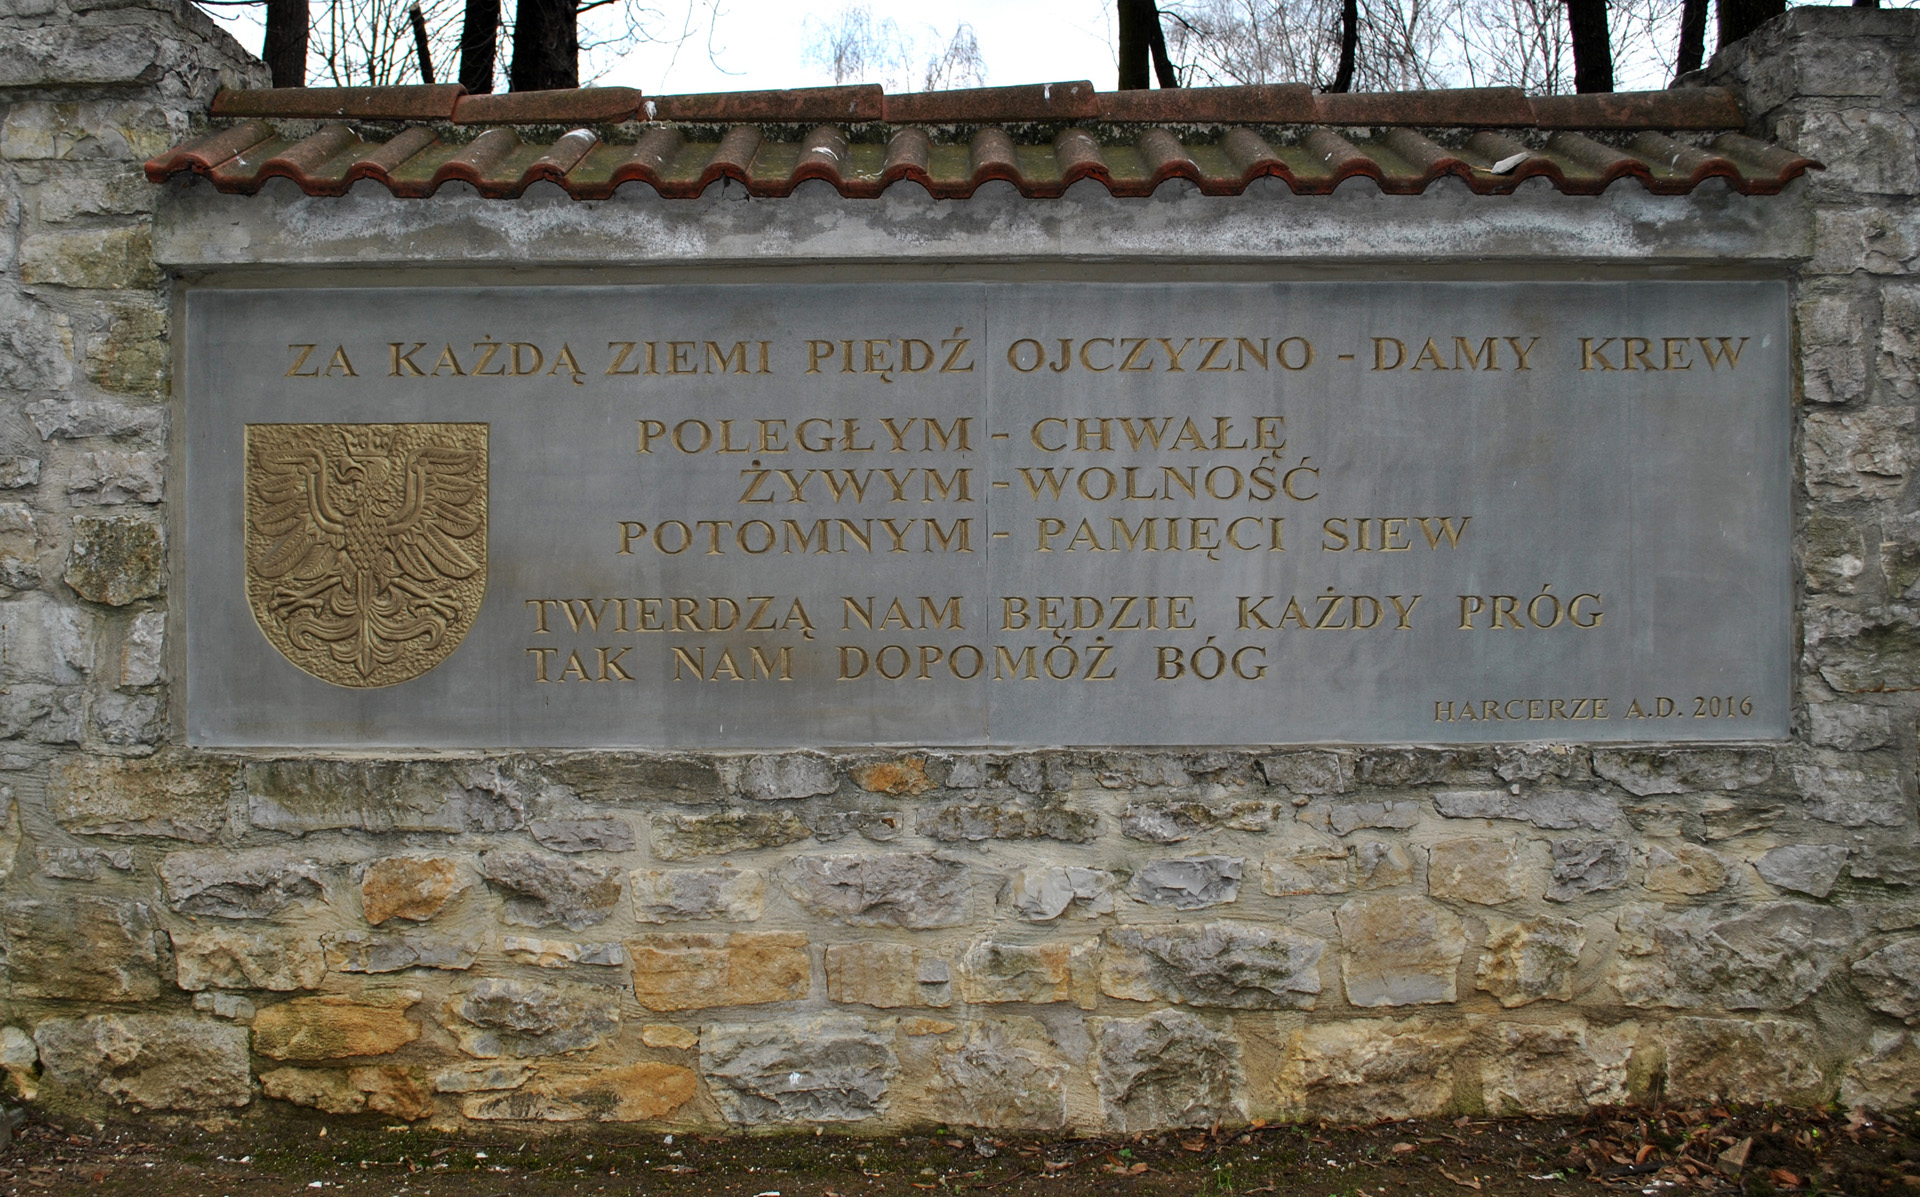 ZA KAŻDĄ ZIEMI PIĘDŹ OJCZYZNO - DAMY KREW
POLEGŁYM - CHWAŁĘ
ŻYWYM - WOLNOŚĆ
POTOMNYM - PAMIĘCI SIEW
TWIERDZĄ NAM BĘDZIE KAŻDY PRÓG
TAK NAM DOPOMÓŻ BÓG
HARCERZE A.D. 2016